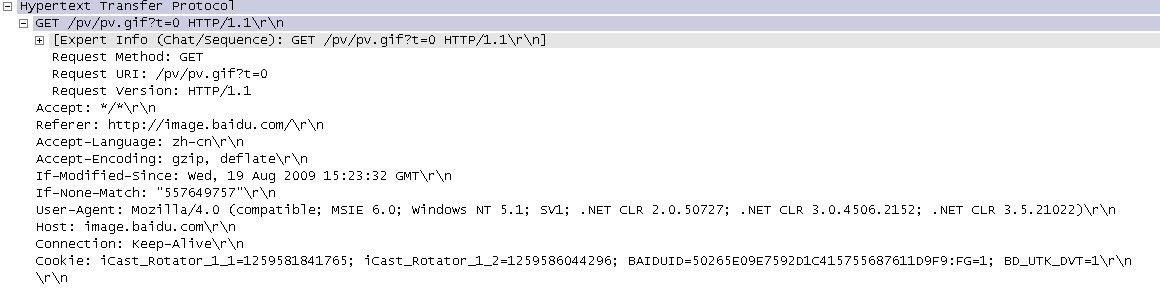 Hypertext Transfer Protocol
GET /pv/pv.gif?t=0 HTTP/1.1\r\n
[Expert Info (Chat/Sequence): GET /pv/pv.gif?t=0 HTTP/1.1\r\n]
Request Method: GET
Request URI: /pv/pv.gif?t=0
Request Version: HTTP/1.1
Accept: */*\r\n
Referer: http://image.baidu.com/\r\n
Accept-Language: zh-cn\r\n
Accept-Encoding: gzip, deflate\r\n
If-Modified-Since: Wed, 19 Aug 2009 15:23:32 GMT\r\n
If-None-Match: "557649757"\r\n
User-Agent: Mozilla/4.0 (compatible; MSIE 6.0; Windows NT 5.1; SV1; .NET CLR 2.0.50727; .NET CLR 3.0.4506.2152; .NET CLR 3.5.21022)\r\n
Host: image.baidu.com\r\n
Connection: Keep-Alive\r\n
Cookie: iCast_Rotator_1_1=1259581841765; iCast_Rotator_1_2=1259586044296; BAIDUID=50265E09E7592D1C415755687611D9F9:FG=1; BD_UTK_DVT=1\r\n
\r\n